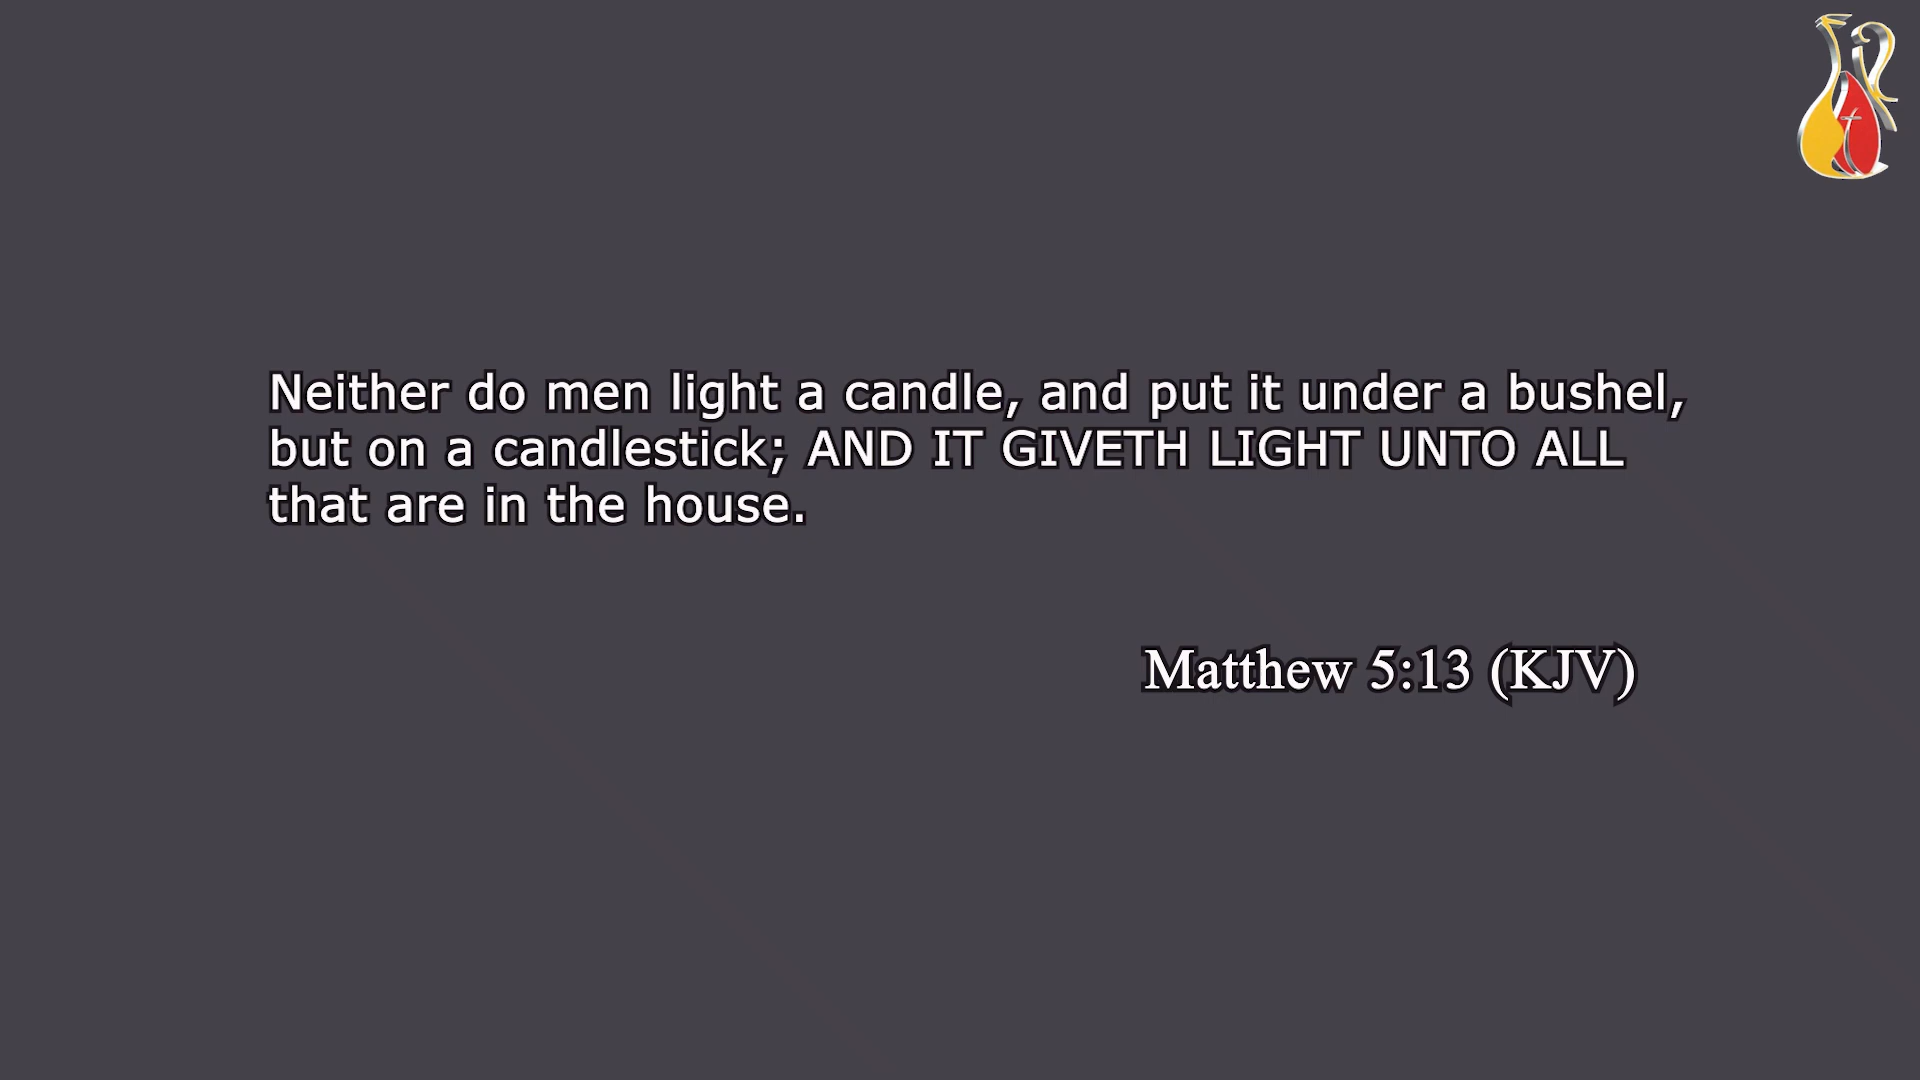 Neither do men light a candle, and put it under a bushel,
but on a candlestick; AND IT GIVETH LIGHT UNTO ALL
that are in the house.
Matthew 5:13 (KJV)